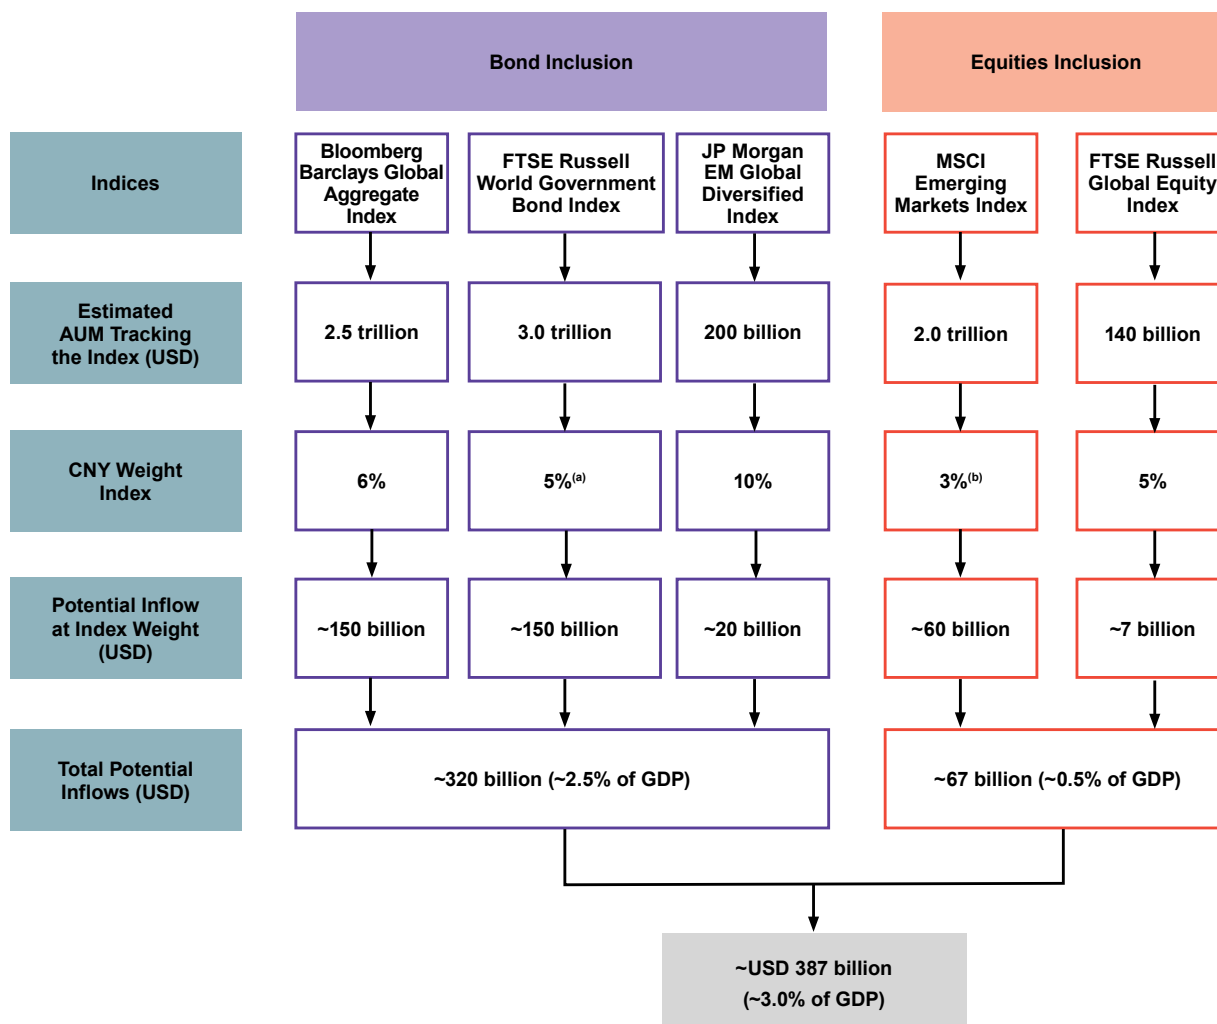 Bond Inclusion
Equities Inclusion
Indices
Bloomberg
Barclays Global
Aggregate
Index
FTSE Russell
World Government
Bond Index
JP Morgan
EM Global
Diversified
Index
MSCI
Emerging
Markets Index
FTSE Russell
Global Equity
Index
Estimated
AUM Tracking
the Index (USD)
2.5 trillion
3.0 trillion
200 billion
2.0 trillion
140 billion
CNY Weight
Index
6%
5%(a)
10%
3%(b)
5%
Potential Inflow
at Index Weight
(USD)
~150 billion
~150 billion
~20 billion
~60 billion
~7 billion
Total Potential
Inflows (USD)
~320 billion (~2.5% of GDP)
~67 billion (~0.5% of GDP)
~USD 387 billion
(~3.0% of GDP)